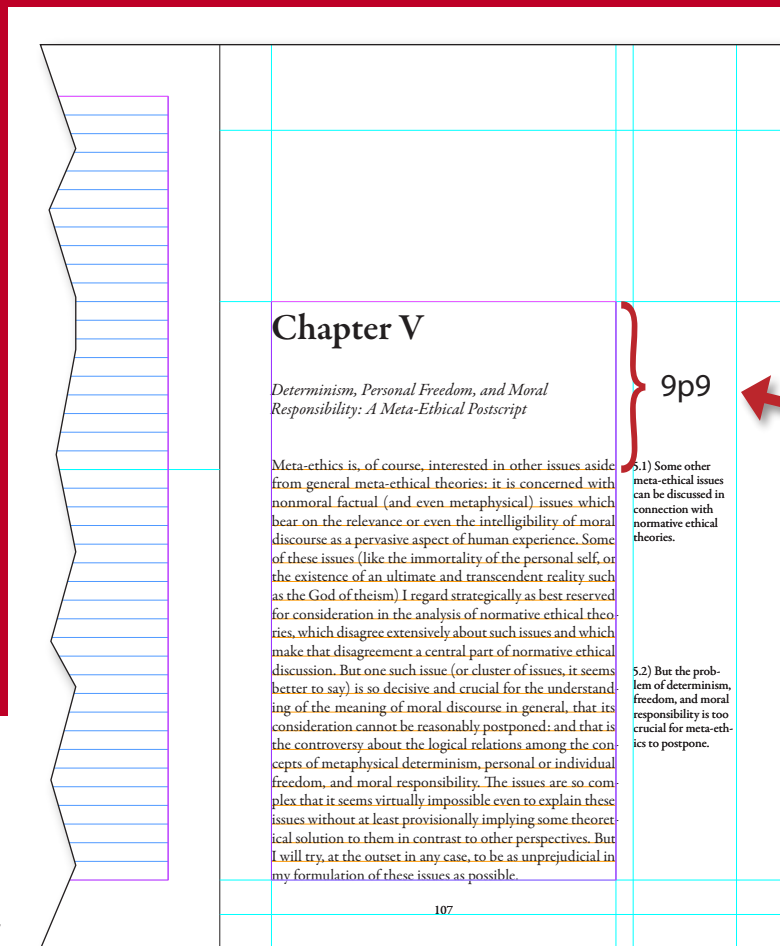 Chapter V
9p9
Determinism, Personal Freedom, and Moral
Responsibility: A Meta-Ethical Postscript
Meta-ethics is, of course, interested in other issues aside
from general meta-ethical theories: it is concerned with
nonmoral factual (and even metaphysical) issues which
bear on the relevance or even the intelligibility of moral
discourse as a pervasive aspect of human experience. Some
of these issues (like the immortality of the personal self, or
the existence of an ultimate and transcendent reality such
as the God of theism) I regard strategically as best reserved
for consideration in the analysis of normative ethical theo-
ries, which disagree extensively about such issues and which
make that disagreement a central part of normative ethical
discussion. But one such issue (or cluster of issues, it seems
better to say) is so decisive and crucial for the understand-
ing of the meaning of moral discourse in general, that its
consideration cannot be reasonably postponed: and that is
the controversy about the logical relations among the con-
cepts of metaphysical determinism, personal or individual
freedom, and moral responsibility. The issues are so com-
plex that it seems virtually impossible even to explain these
issues without at least provisionally implying some theoret-
ical solution to them in contrast to other perspectives. But
I will try, at the outset in any case, to be as unprejudicial in
my formulation of these issues as possible.
5.1) Some other
meta-ethical issues
can be discussed in
connection with
normative ethical
theories.
5.2) But the prob-
lem of determinism,
freedom, and moral
responsibility is too
crucial for meta-eth-
ics to postpone.
107